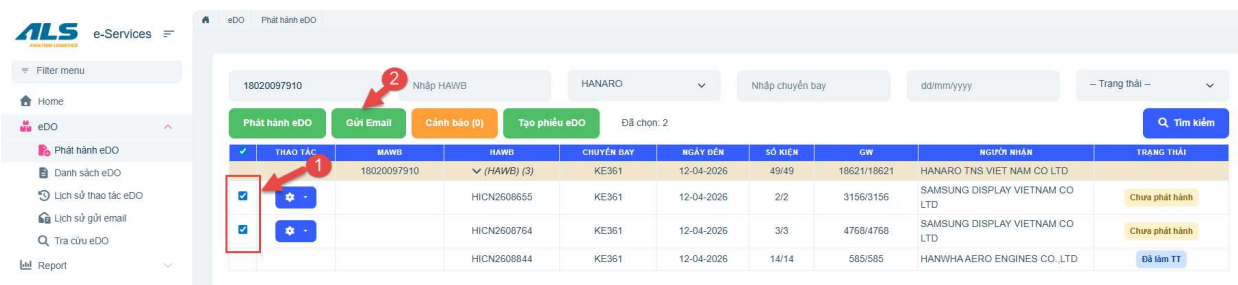 eDO Phát hành eDO
ALS e-Services
AVIATION LOGISTICS
Filter menu
Home
eDO
Phát hành eDO
Danh sách eDO
Lịch sử thao tác eDO
Lịch sử gửi email
Tra cứu eDO
Report
18020097910 Nhập HAWB HANARO Nhập chuyến bay dd/mm/yyyy -- Trạng thái --
2
Phát hành eDO Gửi Email Cảnh báo (0) Tạo phiếu eDO Đã chọn: 2 Tìm kiếm
THAO TÁC MAWB HAWB CHUYẾN BAY NGÀY ĐẾN SỐ KIỆN GW NGƯỜI NHẬN TRẠNG THÁI
1
18020097910 (HAWB) (3) KE361 12-04-2026 49/49 18621/18621 HANARO TNS VIET NAM CO LTD
HICN2608655 KE361 12-04-2026 2/2 3156/3156 SAMSUNG DISPLAY VIETNAM CO
LTD Chưa phát hành
HICN2608764 KE361 12-04-2026 3/3 4768/4768 SAMSUNG DISPLAY VIETNAM CO
LTD Chưa phát hành
HICN2608844 KE361 12-04-2026 14/14 585/585 HANWHA AERO ENGINES CO.,LTD Đã làm TT